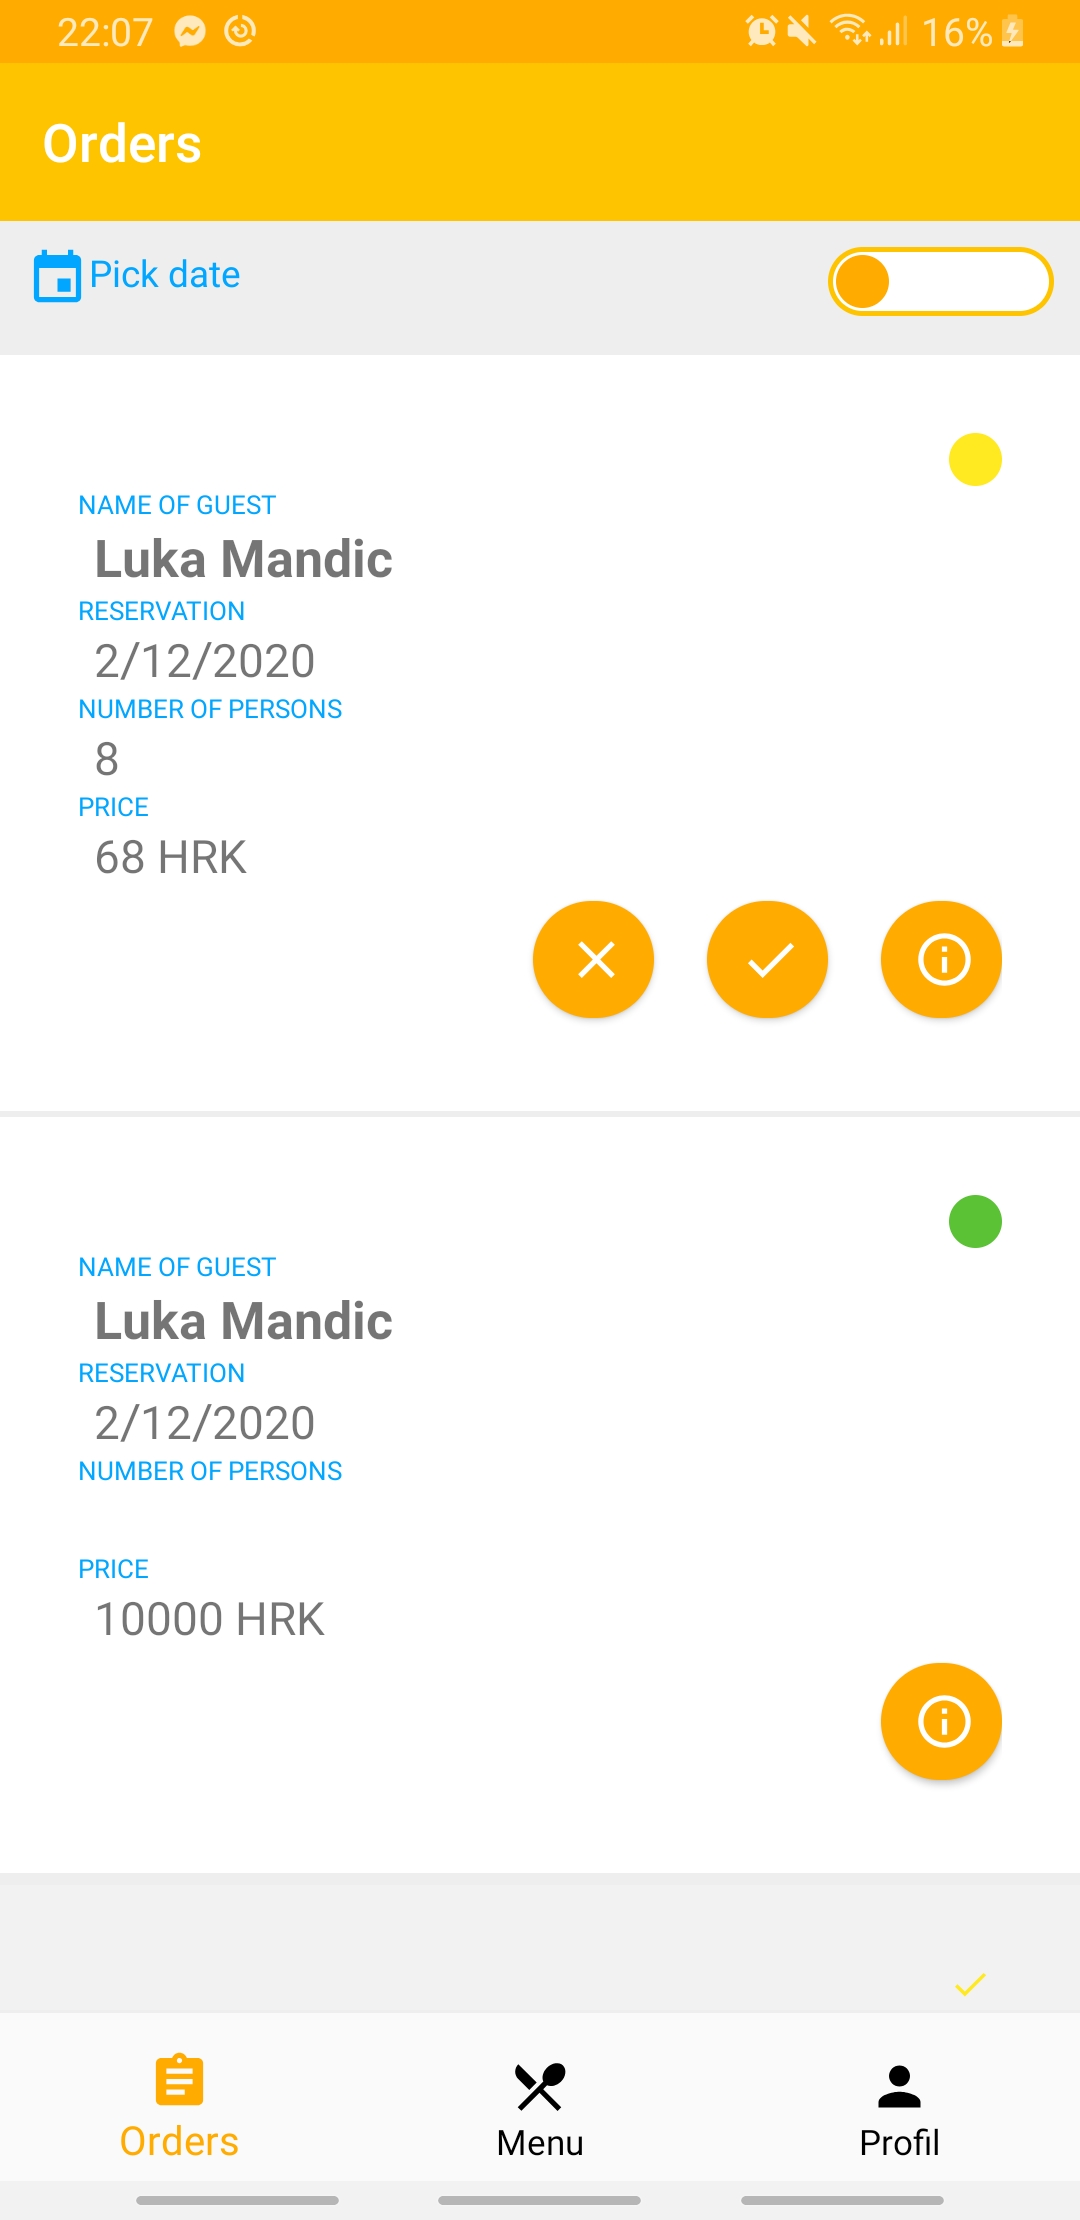 22:07
16%
Orders
Pick date
NAME OF GUEST
Luka Mandic
RESERVATION
2/12/2020
NUMBER OF PERSONS
8
PRICE
68 HRK
NAME OF GUEST
Luka Mandic
RESERVATION
2/12/2020
NUMBER OF PERSONS
PRICE
10000 HRK
Orders
Menu
Profil